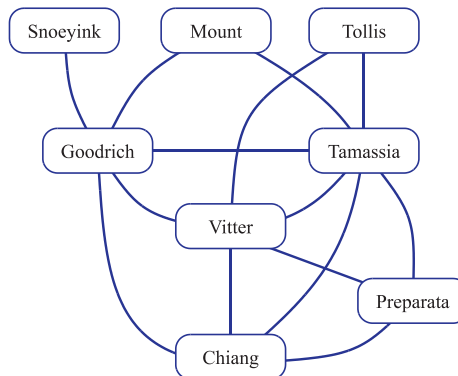 Snoeyink
Mount
Tollis
Goodrich
Tamassia
Vitter
Preparata
Chiang